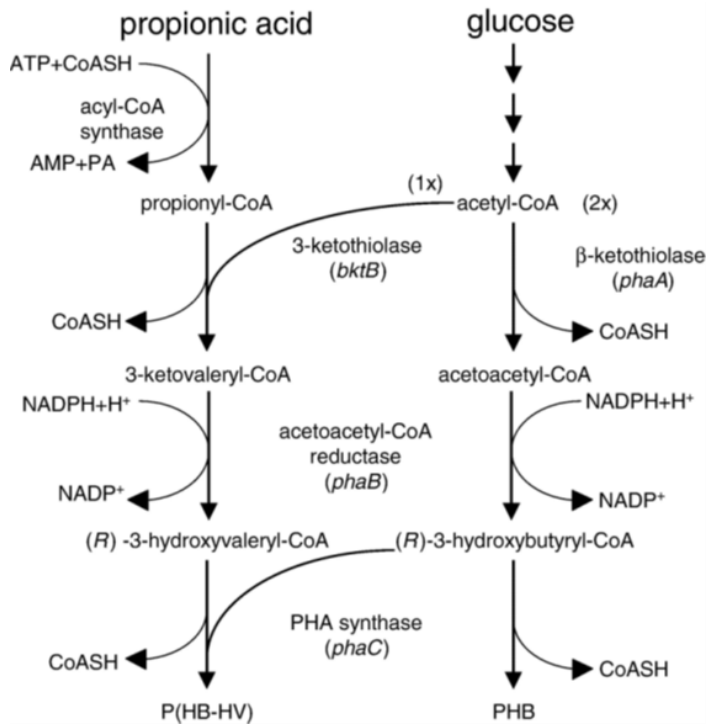 propionic acid
glucose
ATP+CoASH
acyl-CoA
synthase
AMP+PA
propionyl-CoA
(1x)
acetyl-CoA (2x)
3-ketothiolase
(bktB)
β-ketothiolase
(phaA)
CoASH
CoASH
3-ketovaleryl-CoA
acetoacetyl-CoA
NADPH+H⁺
NADPH+H⁺
acetoacetyl-CoA
reductase
(phaB)
NADP⁺
NADP⁺
(R) -3-hydroxyvaleryl-CoA
(R)-3-hydroxybutyryl-CoA
PHA synthase
(phaC)
CoASH
CoASH
P(HB-HV)
PHB